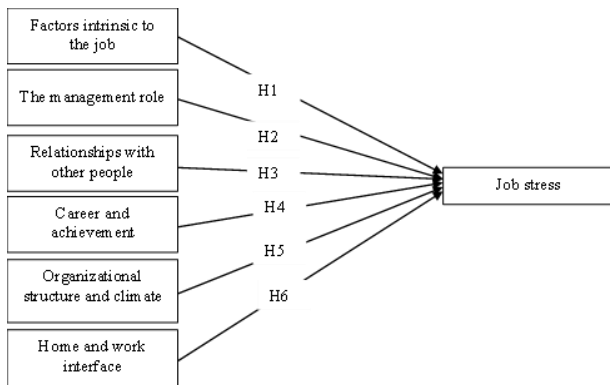 Factors intrinsic to
the job
H1
The management role
H2
Relationships with
other people
H3
Job stress
Career and
achievement
H4
Organizational
structure and climate
H5
H6
Home and work
interface